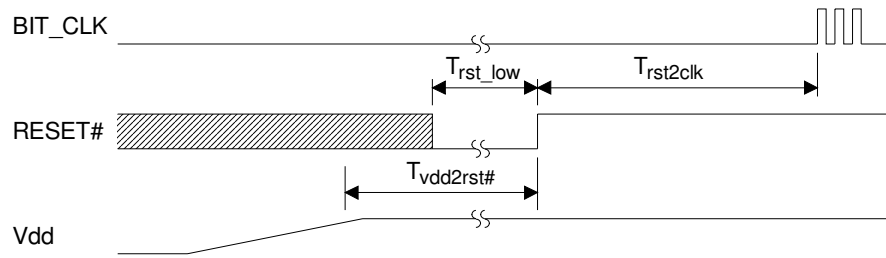 BIT_CLK
Trst_low
Trst2clk
RESET#
Tvdd2rst#
Vdd